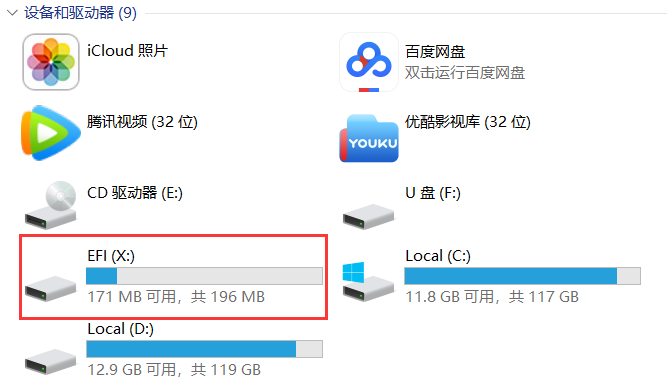 设备和驱动器 (9)
iCloud 照片
百度网盘
双击运行百度网盘
腾讯视频 (32 位)
YOUKU
优酷影视库 (32 位)
CD 驱动器 (E:)
U 盘 (F:)
EFI (X:)
171 MB 可用，共 196 MB
Local (C:)
11.8 GB 可用，共 117 GB
Local (D:)
12.9 GB 可用，共 119 GB